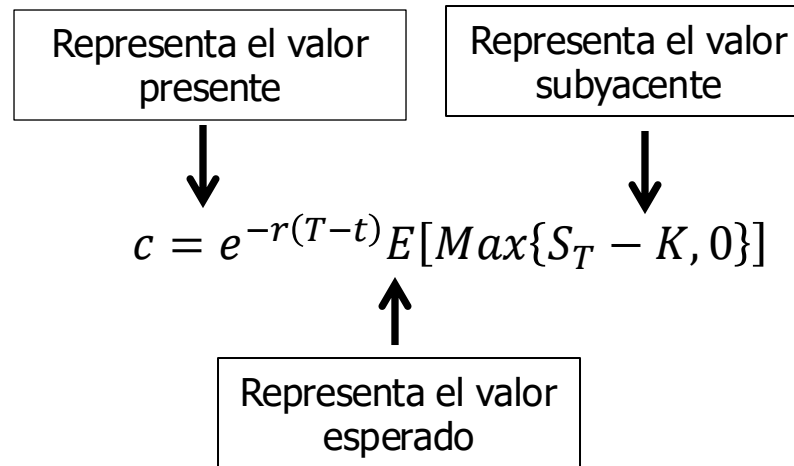 Representa el valor
presente
Representa el valor
subyacente
𝑐 = 𝑒^{−𝑟(𝑇−𝑡)}𝐸[𝑀𝑎𝑥{𝑆_𝑇 − 𝐾, 0}]
Representa el valor
esperado